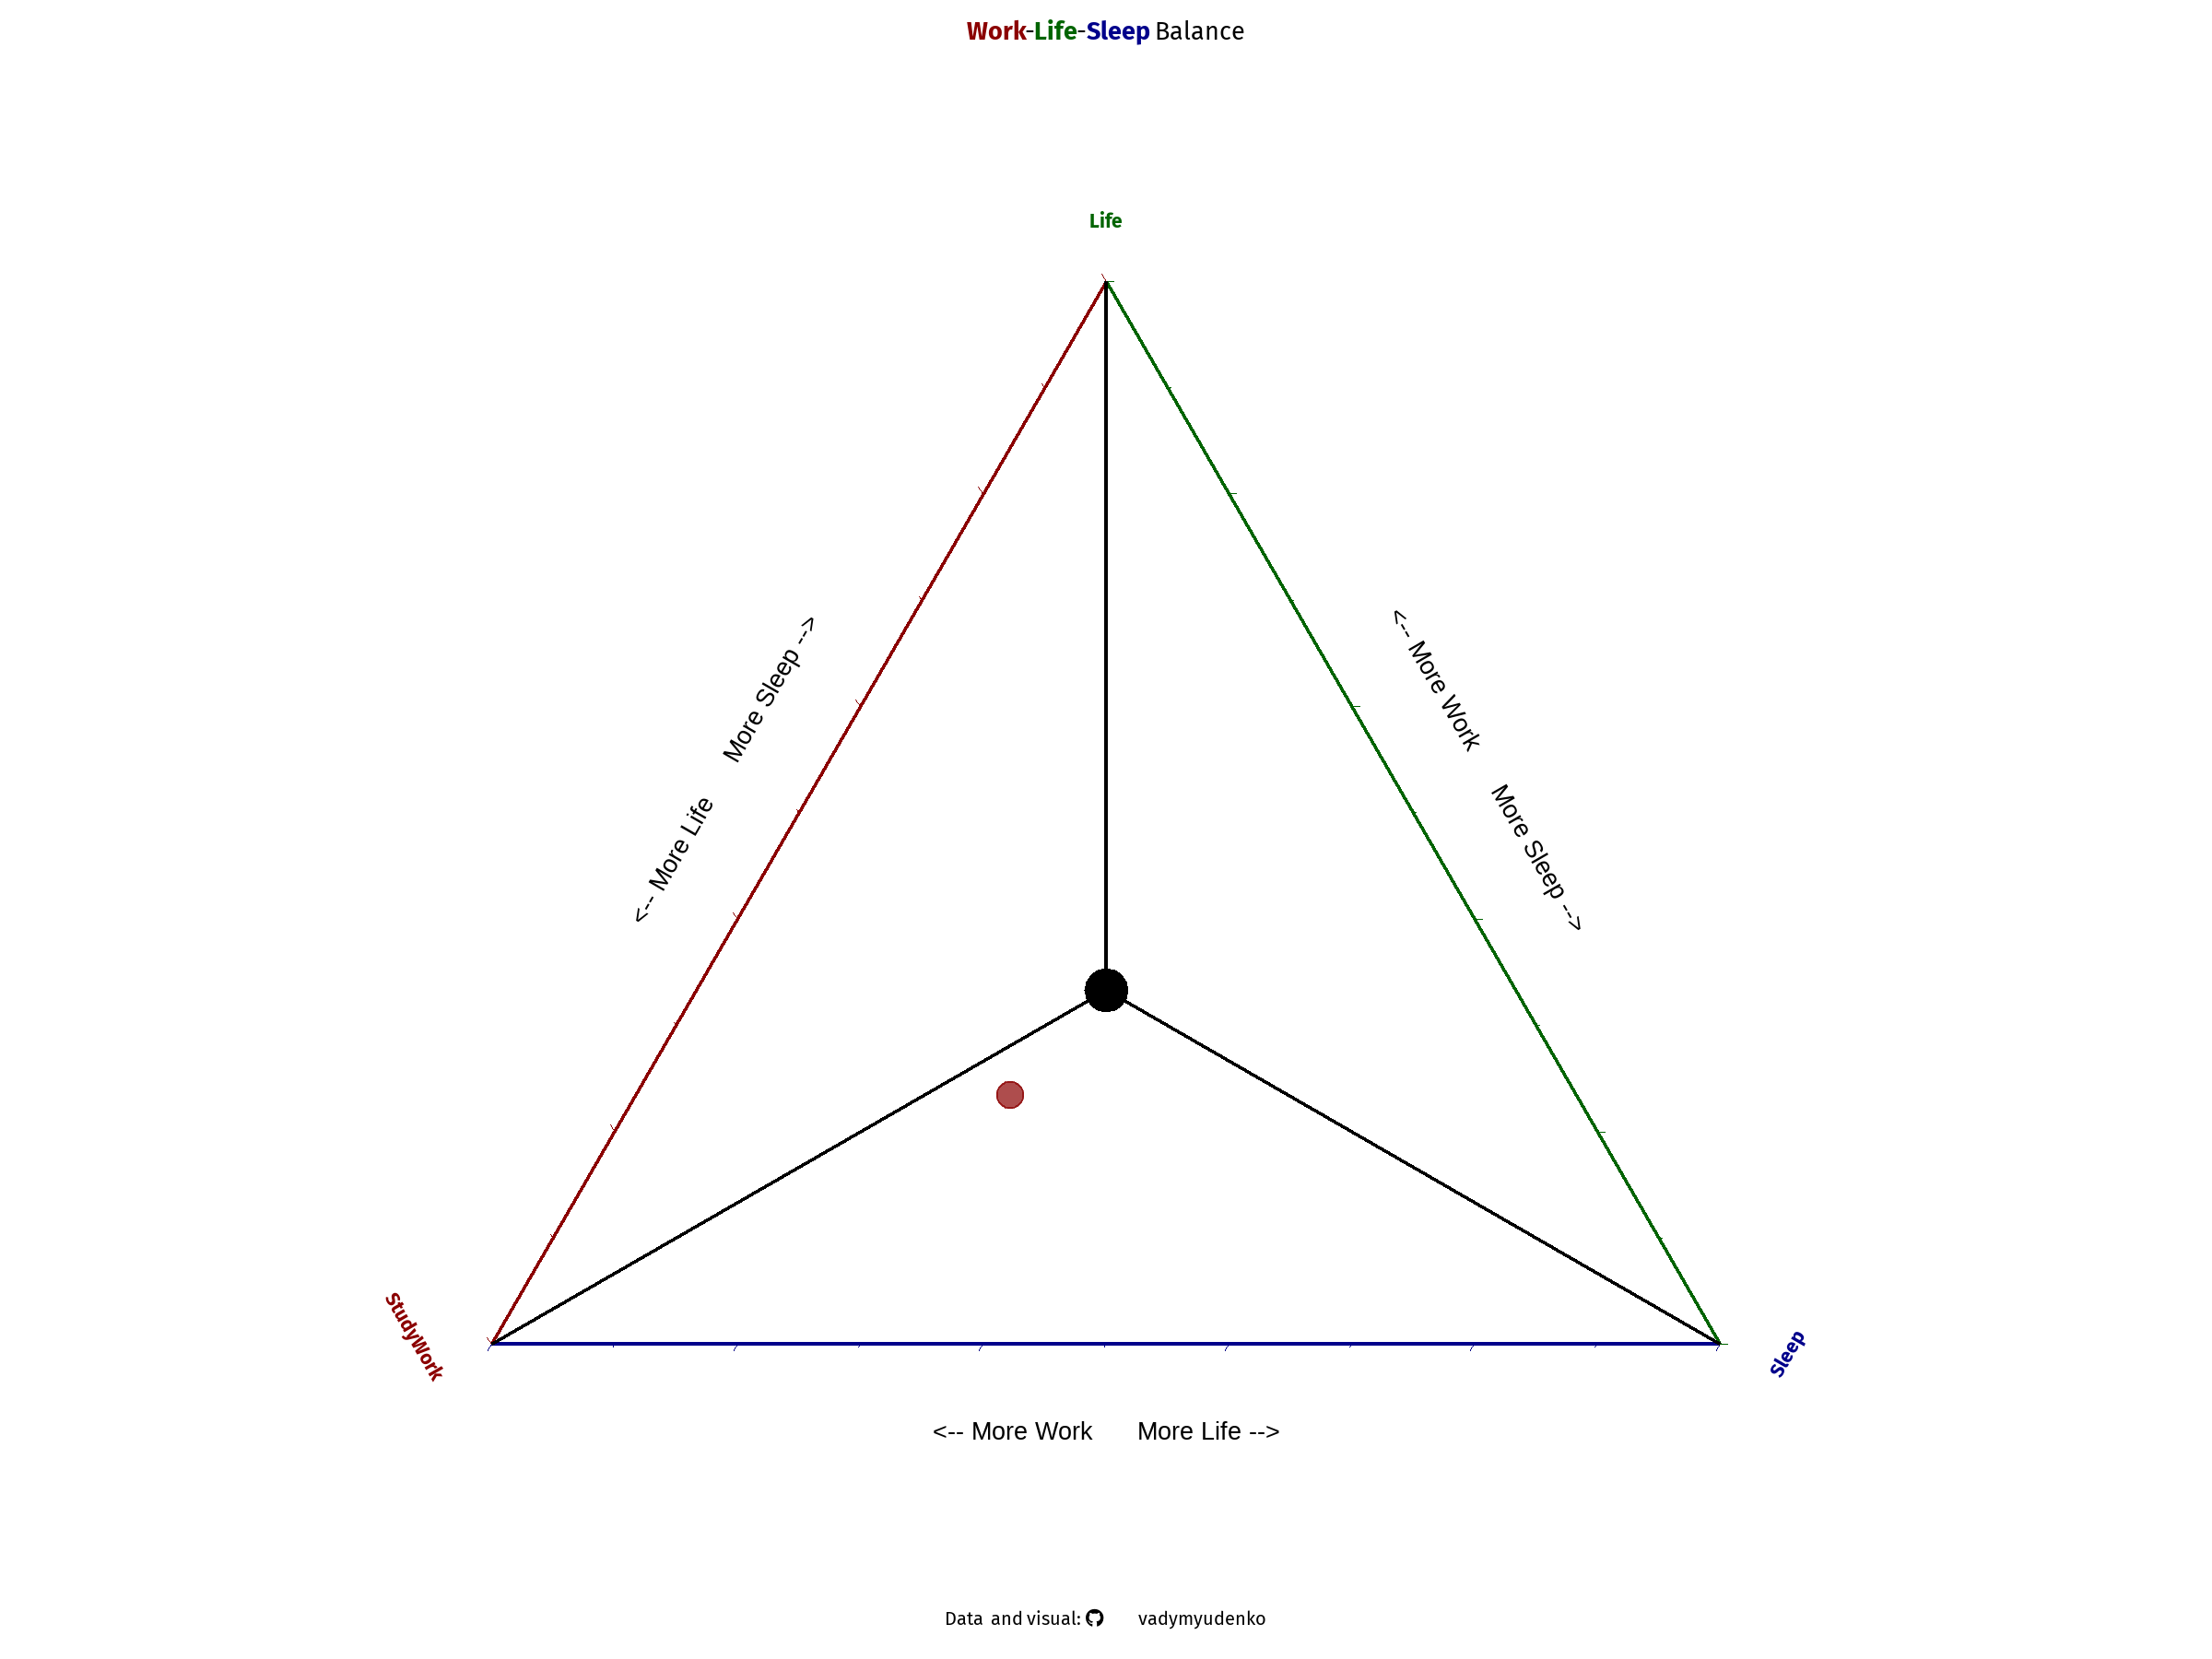 Work-Life-Sleep Balance
Life
<-- More Life    More Sleep -->
<-- More Work    More Sleep -->
StudyWork
Sleep
<-- More Work    More Life -->
Data and visual: vadymyudenko